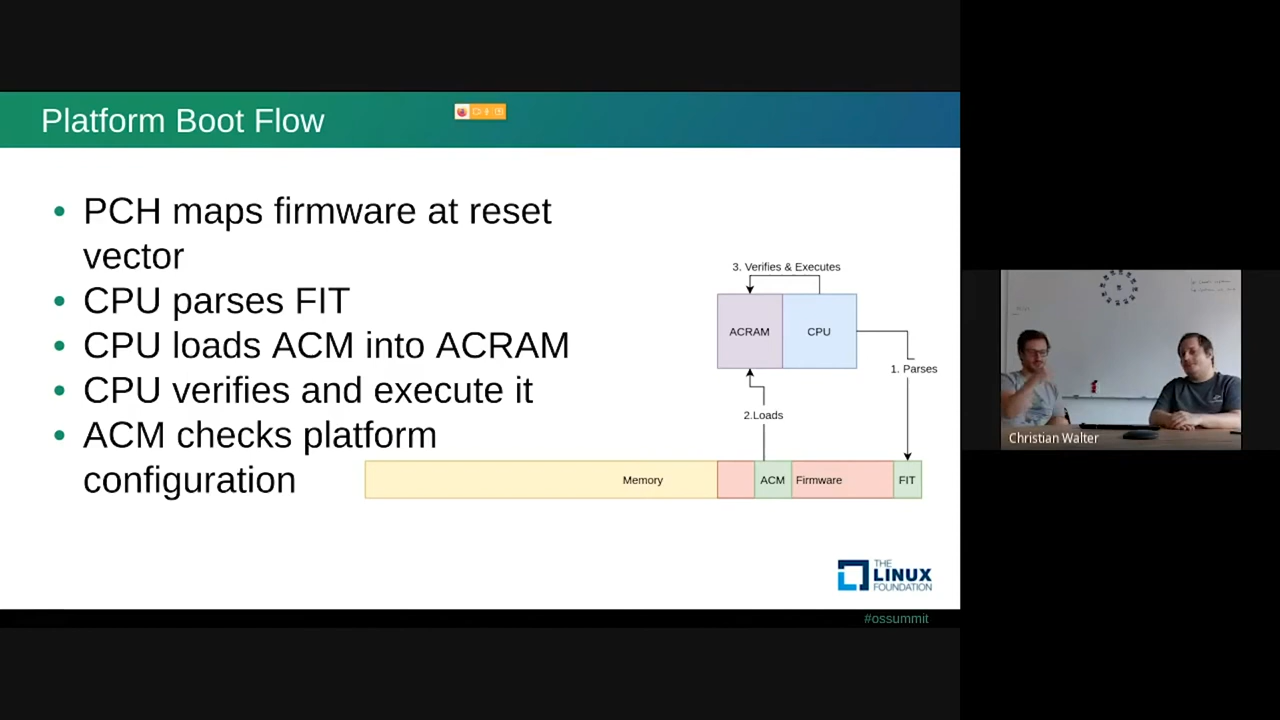 Platform Boot Flow
PCH maps firmware at reset
vector
CPU parses FIT
CPU loads ACM into ACRAM
CPU verifies and execute it
ACM checks platform
configuration
3. Verifies & Executes
ACRAM
CPU
1. Parses
2.Loads
Memory
ACM
Firmware
FIT
THE
LINUX
FOUNDATION
#ossummit
Christian Walter